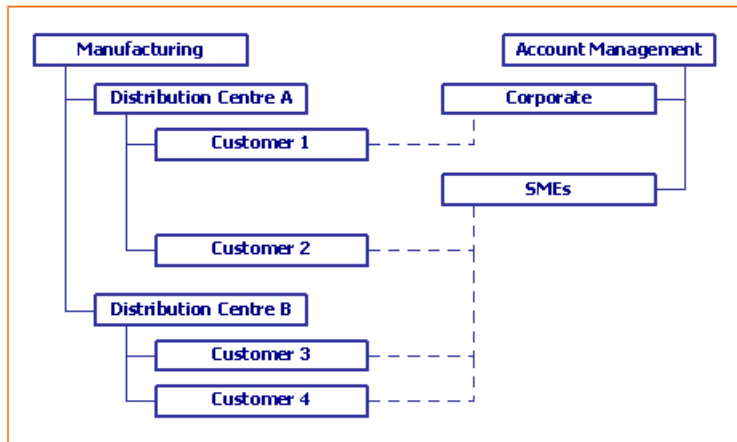 Manufacturing
Account Management
Distribution Centre A
Corporate
Customer 1
SMEs
Customer 2
Distribution Centre B
Customer 3
Customer 4